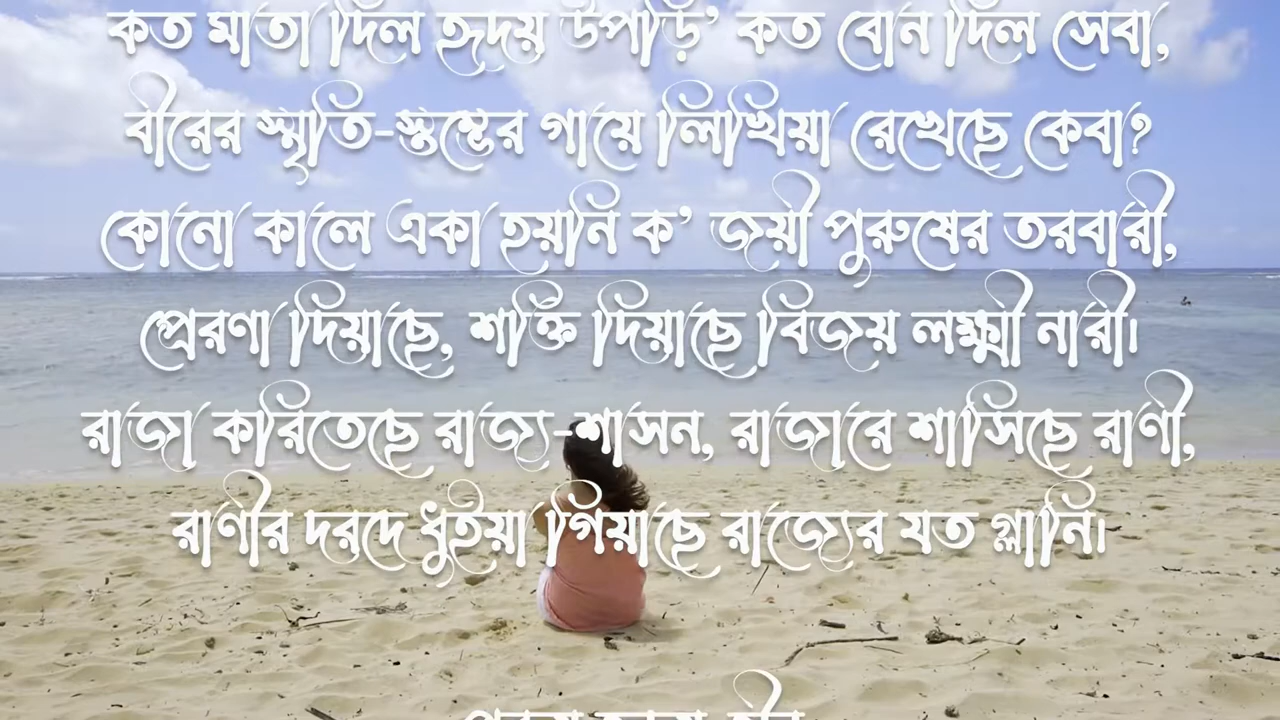 কত মাতা দিল হৃদয় উপাড়ি’ কত বোন দিল সেবা,
বীরের স্মৃতি-স্তম্ভের গায়ে লিখিয়া রেখেছে কেবা?
কোনো কালে একা হয়নি ক’ জয়ী পুরুষের তরবারী,
প্রেরণা দিয়াছে, শক্তি দিয়াছে বিজয় লক্ষ্মী নারী।
রাজা করিতেছে রাজ্য-শাসন, রাজারে শাসিছে রাণী,
রাণীর দরদে ধুইয়া গিয়াছে রাজ্যের যত গ্লানি।